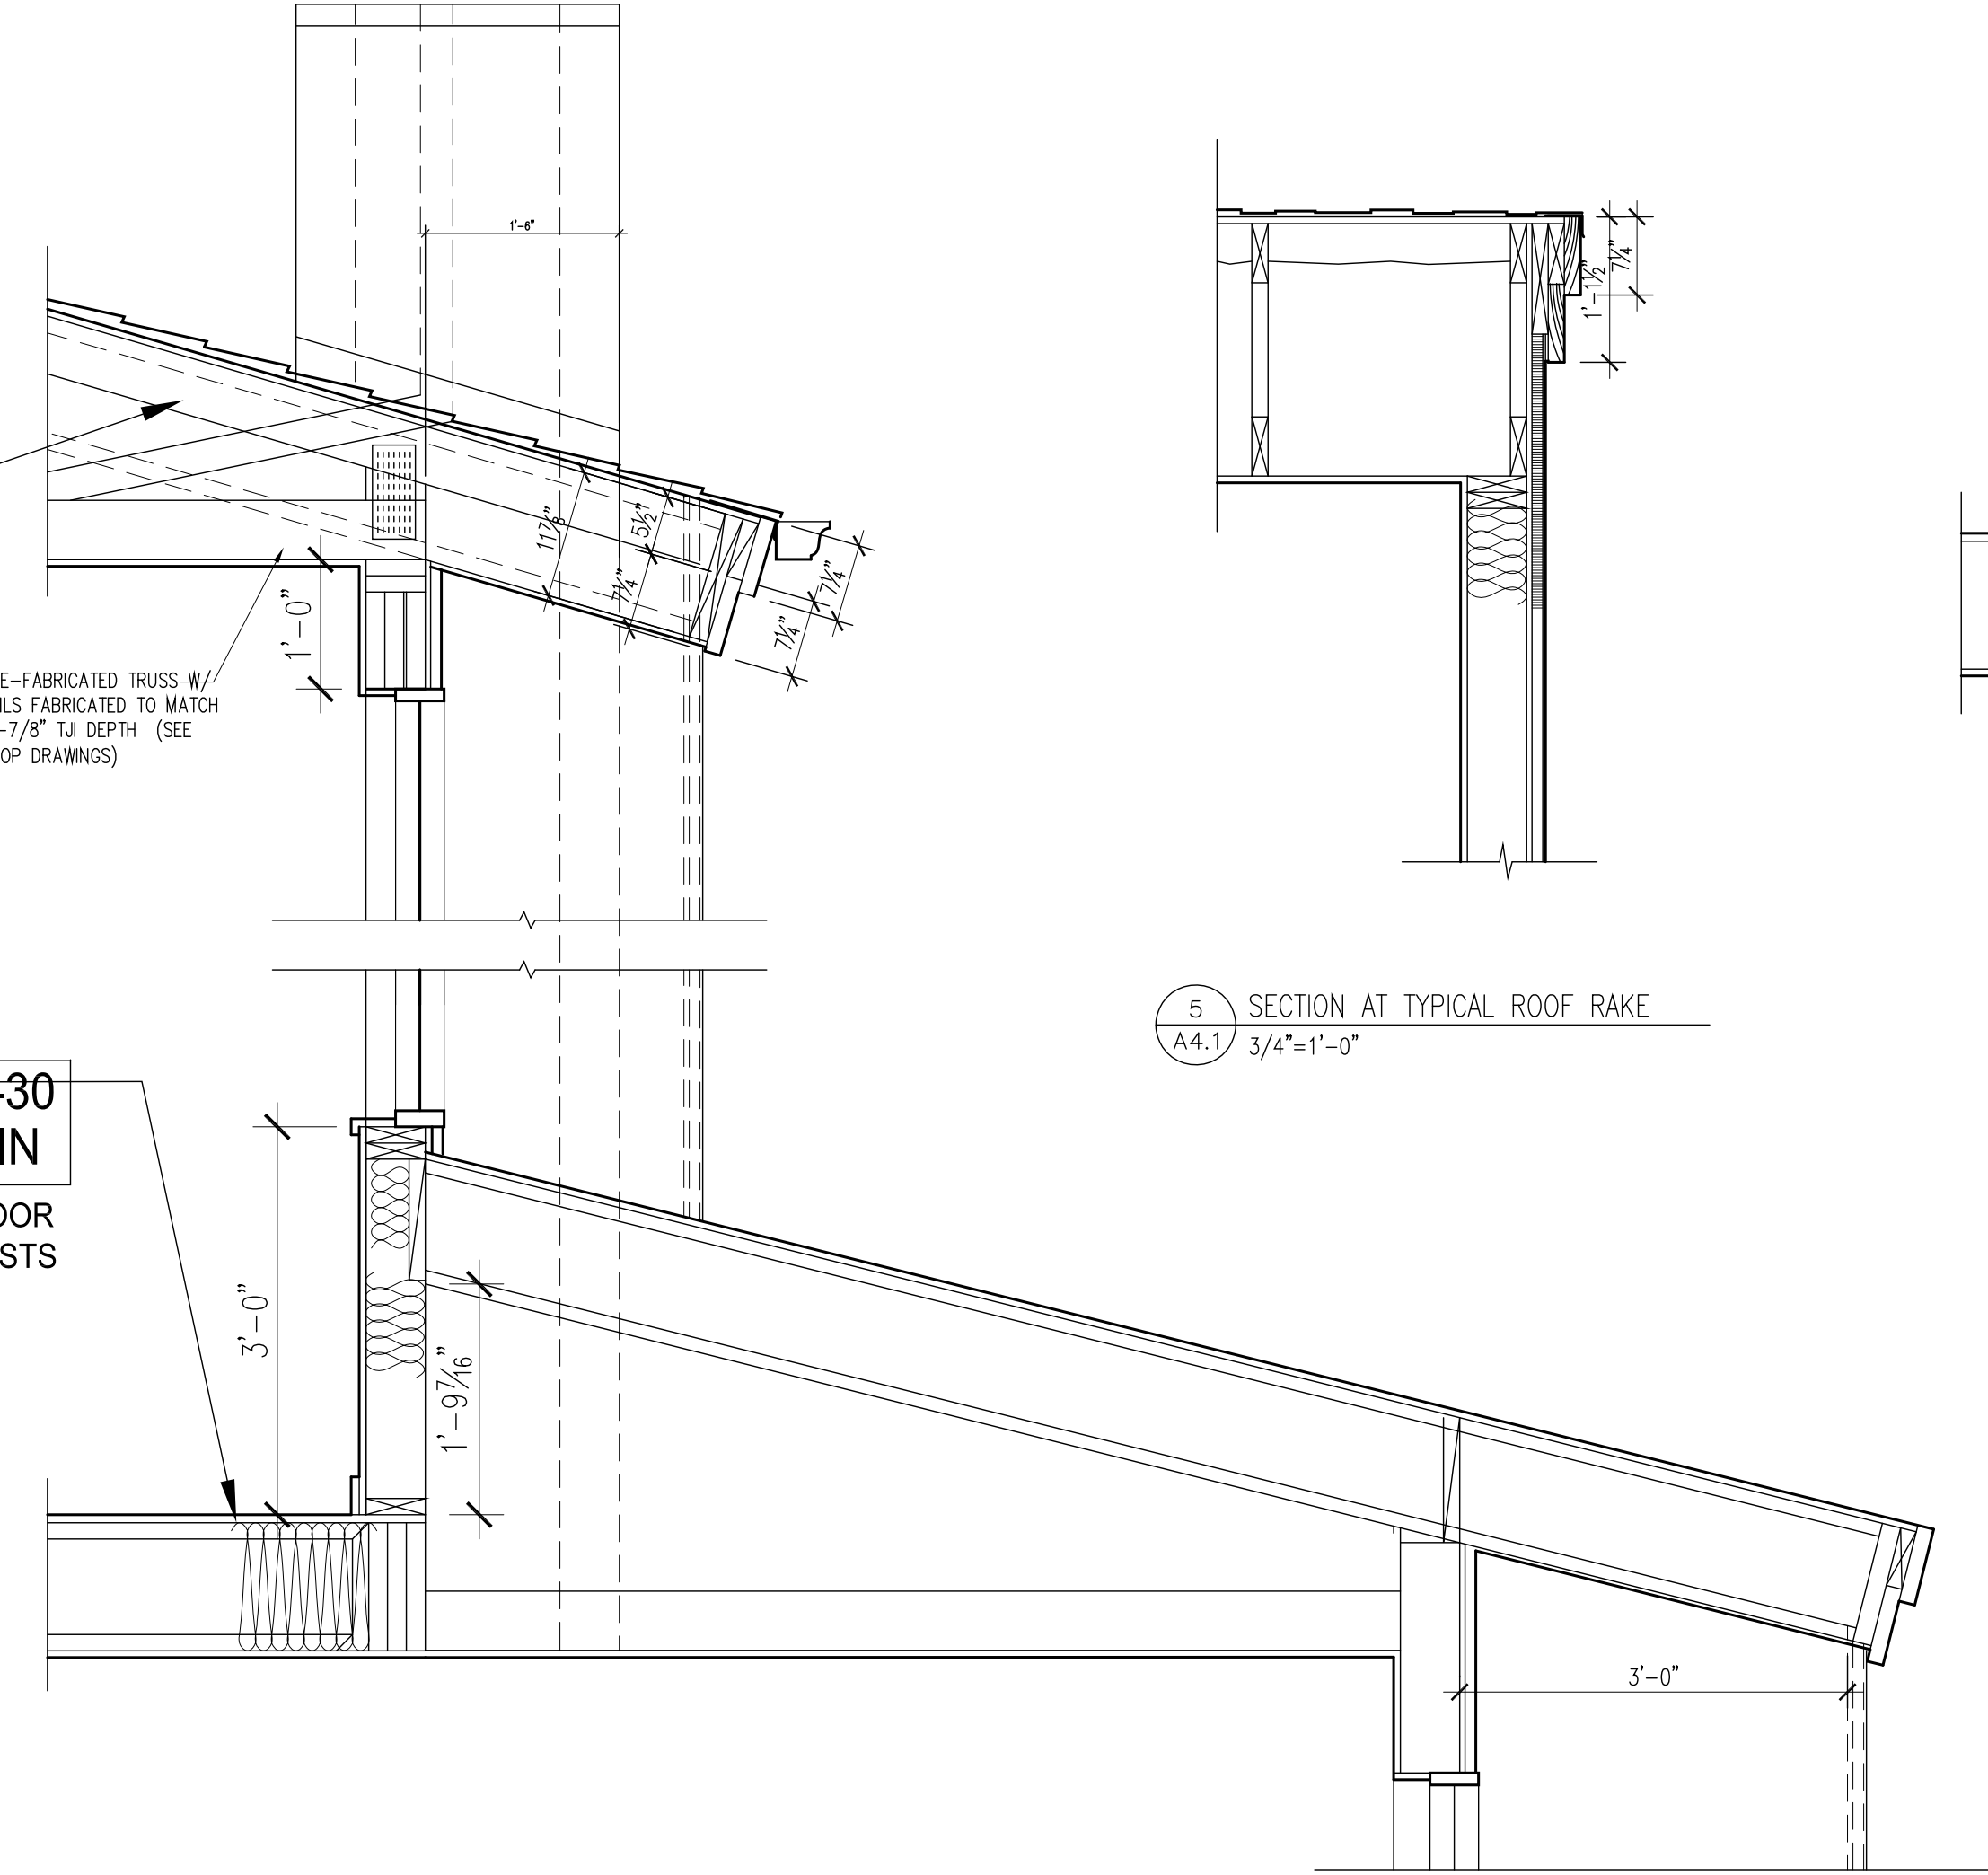 1'-6"
11⅞"
5½"
7¼"
7¼"
7¼"
1'-0"
E-FABRICATED TRUSS W/
ILS FABRICATED TO MATCH
-7/8" TJI DEPTH (SEE
OP DRAWINGS)
1'-1½"
7¼"
5
A4.1
SECTION AT TYPICAL ROOF RAKE
3/4"=1'-0"
-30
IN
OOR
STS
3'-0"
1'-9 7/16"
3'-0"